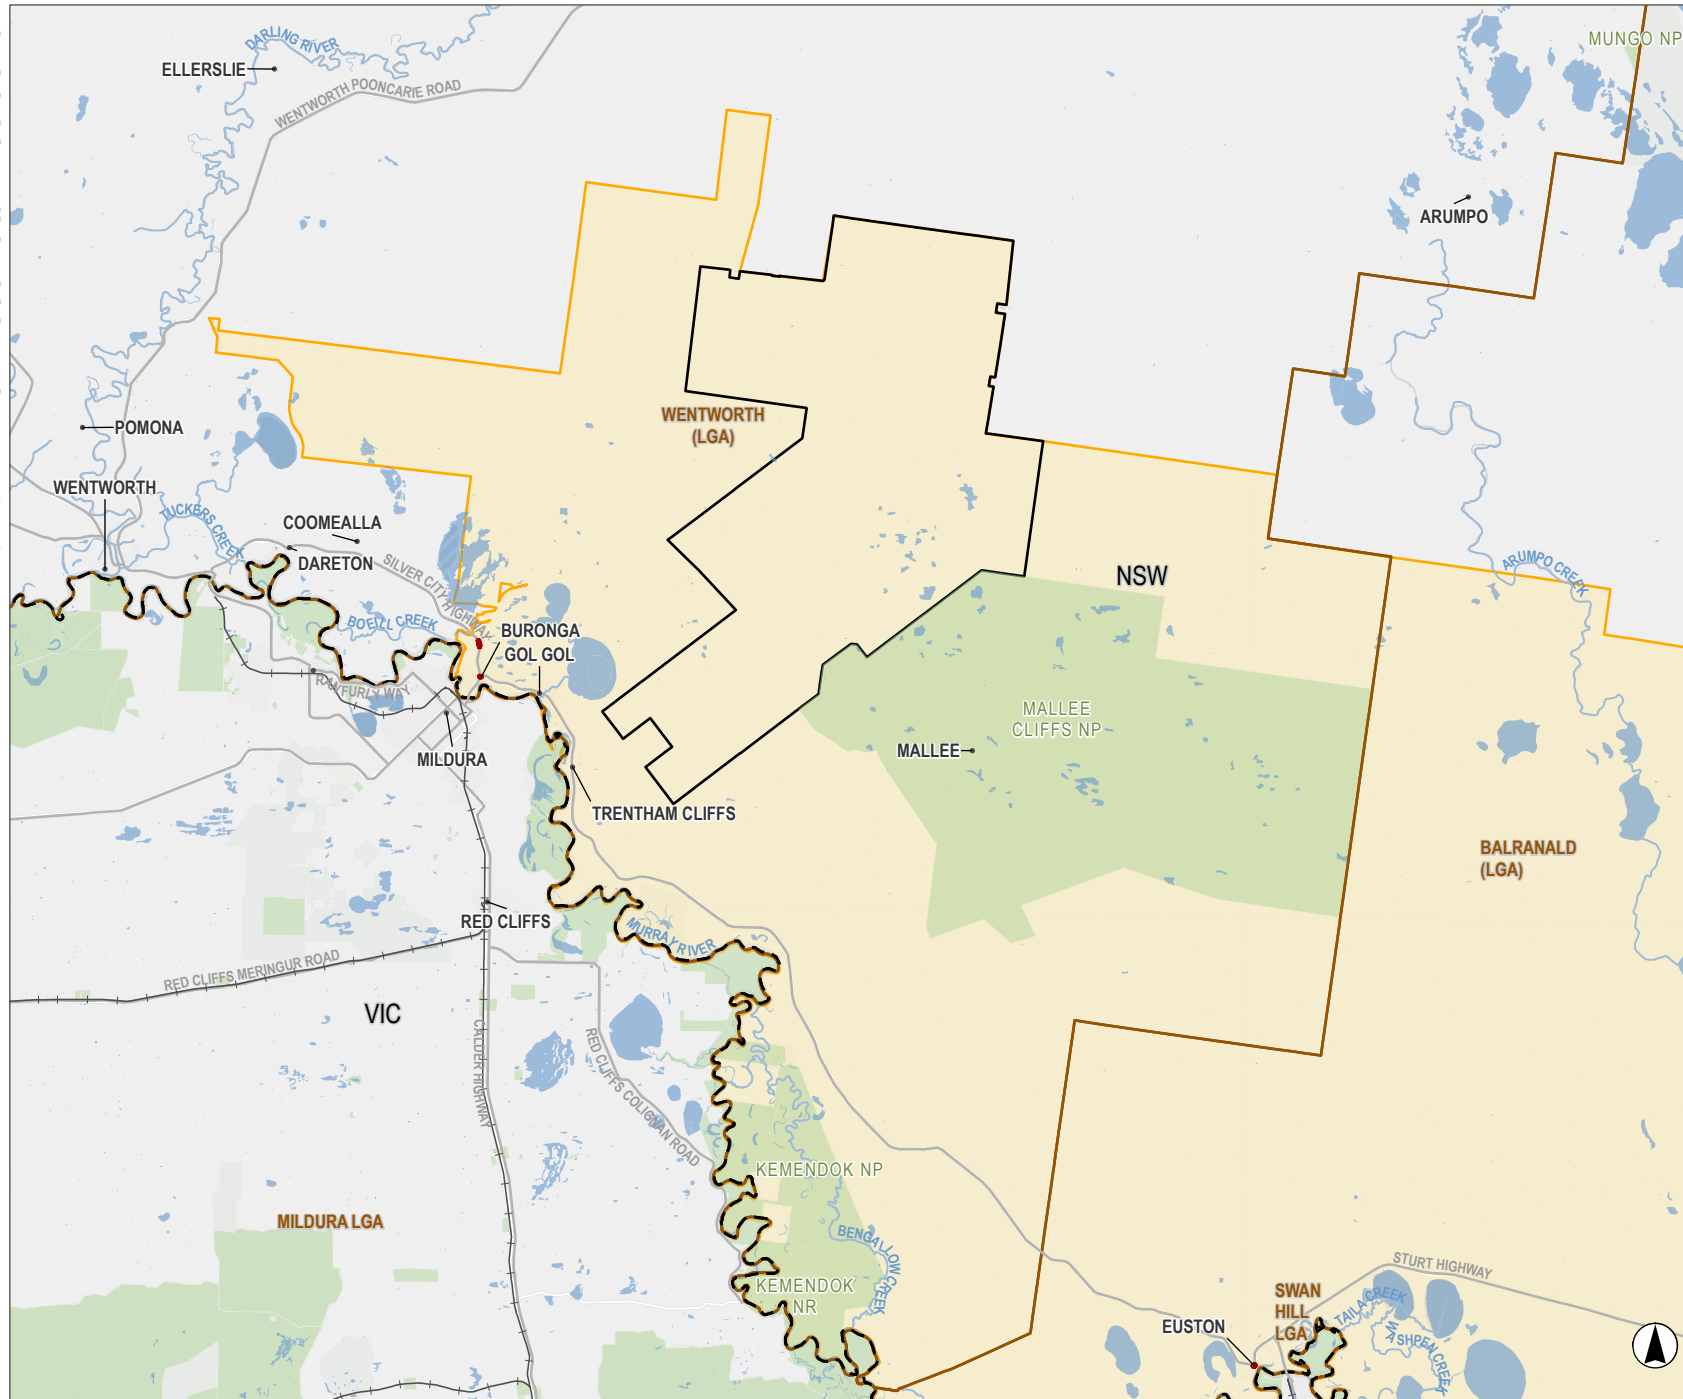 DARLING RIVER
MUNGO NP
ELLERSLIE
WENTWORTH POONCARIE ROAD
ARUMPO
WENTWORTH
(LGA)
POMONA
WENTWORTH
TUCKERS CREEK
COOMEALLA
DARETON
SILVER CITY HIGHWAY
NSW
ARUMPO CREEK
BOEILL CREEK
BURONGA
GOL GOL
RANFURLY WAY
MALLEE
CLIFFS NP
MALLEE
MILDURA
TRENTHAM CLIFFS
BALRANALD
(LGA)
RED CLIFFS
MURRAY RIVER
RED CLIFFS MERINGUR ROAD
VIC
CALDER HIGHWAY
RED CLIFFS COLIGNAN ROAD
KEMENDOK NP
MILDURA LGA
BENGALLOW CREEK
KEMENDOK
NR
STURT HIGHWAY
SWAN
HILL
LGA
TAILA CREEK
EUSTON
WASHPEN CREEK